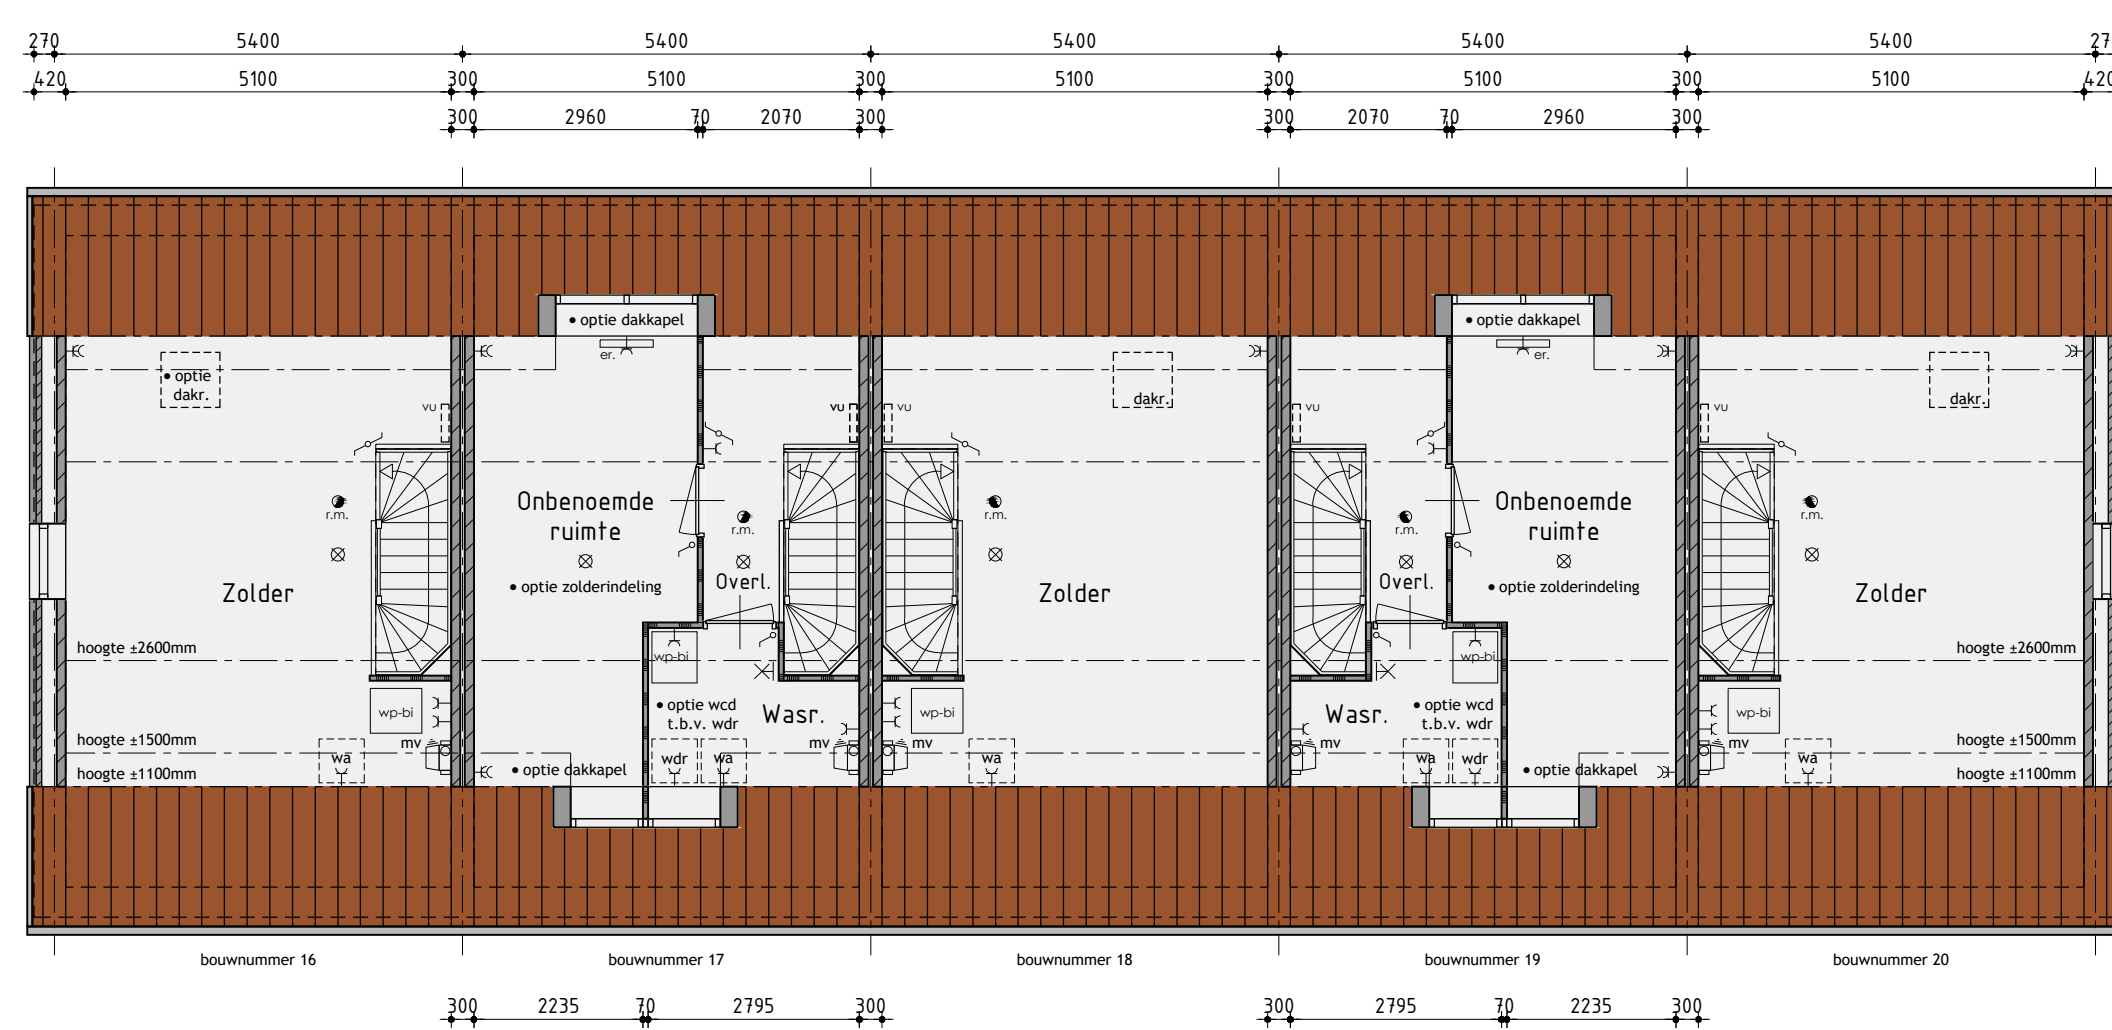 270 5400 5400 5400 5400 5400 27
420 5100 300 5100 300 5100 300 5100 300 5100 420
300 2960 70 2070 300 300 2070 70 2960 300
• optie dakkapel • optie dakkapel
er. er.
• optie
dakr. dakr. dakr.
vu vu vu vu vu
Onbenoemde
ruimte
Onbenoemde
ruimte
r.m. r.m. r.m. r.m. r.m.
Zolder • optie zolderindeling Overl. Zolder Overl. • optie zolderindeling Zolder
hoogte ±2600mm wp-bi wp-bi hoogte ±2600mm
wp-bi • optie wcd
t.b.v. wdr Wasr. wp-bi Wasr. • optie wcd
t.b.v. wdr wp-bi
hoogte ±1500mm mv mv mv mv mv hoogte ±1500mm
wa wdr wa wa wa wdr wa
hoogte ±1100mm • optie dakkapel • optie dakkapel hoogte ±1100mm
bouwnummer 16 bouwnummer 17 bouwnummer 18 bouwnummer 19 bouwnummer 20
300 2235 70 2795 300 300 2795 70 2235 300